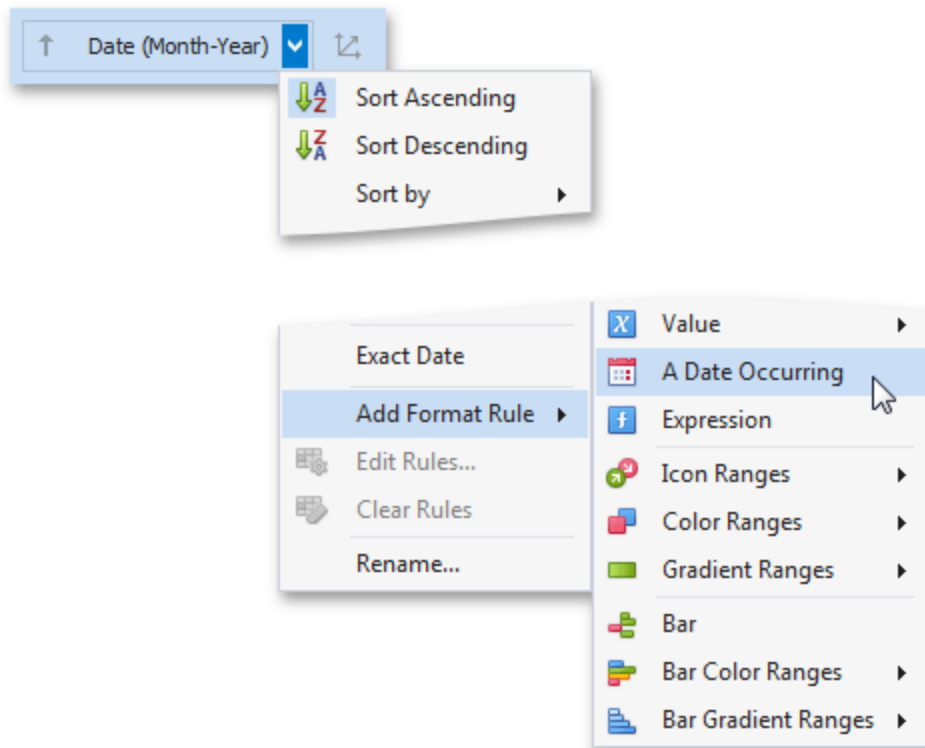 Date (Month-Year)
Sort Ascending
Sort Descending
Sort by
Exact Date
Add Format Rule
Edit Rules...
Clear Rules
Rename...
Value
A Date Occurring
Expression
Icon Ranges
Color Ranges
Gradient Ranges
Bar
Bar Color Ranges
Bar Gradient Ranges